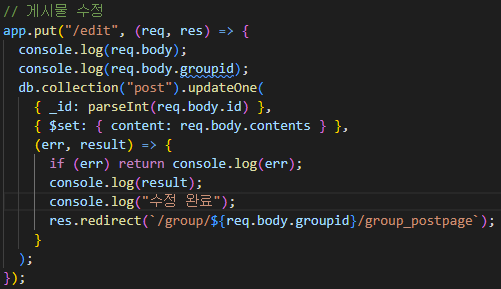 // 게시물 수정
app.put("/edit", (req, res) => {
  console.log(req.body);
  console.log(req.body.groupid);
  db.collection("post").updateOne(
    { _id: parseInt(req.body.id) },
    { $set: { content: req.body.contents } },
    (err, result) => {
      if (err) return console.log(err);
      console.log(result);
      console.log("수정 완료");
      res.redirect(`/group/${req.body.groupid}/group_postpage`);
    }
  );
});